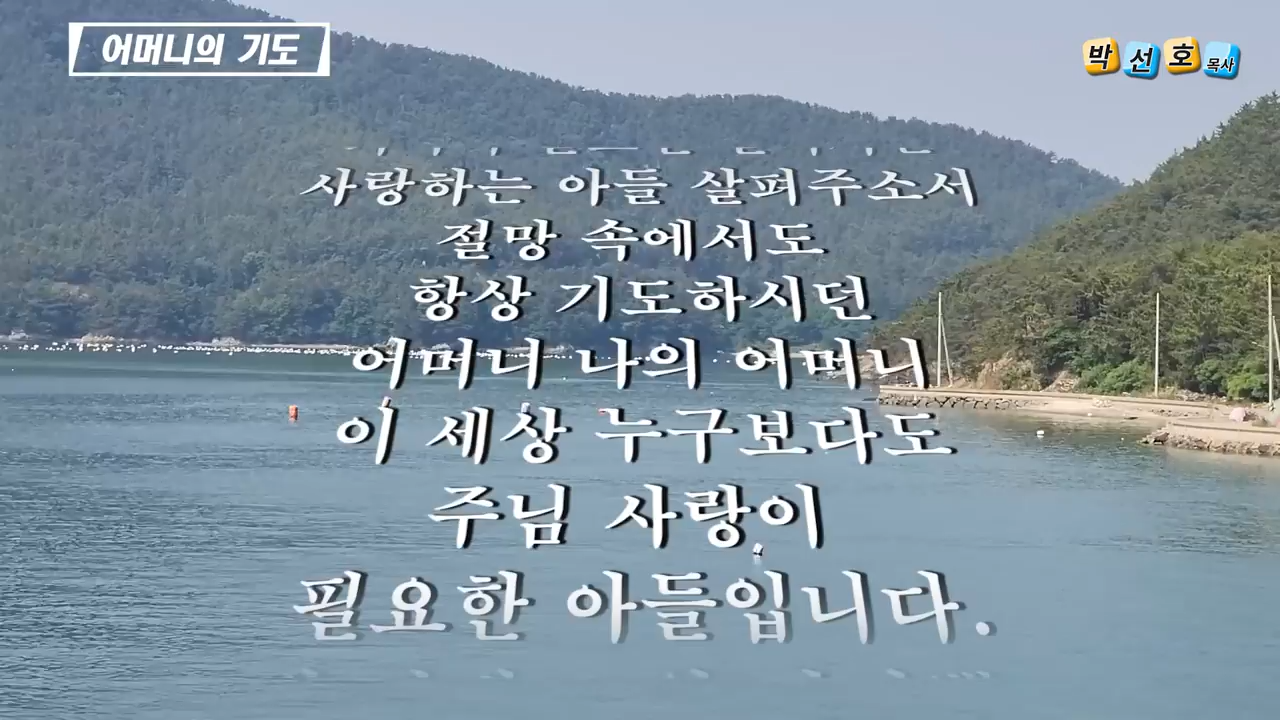 어머니의 기도
박선호 목사
사랑하는 아들 살펴주소서
절망 속에서도
항상 기도하시던
어머니 나의 어머니
이 세상 누구보다도
주님 사랑이
필요한 아들입니다.